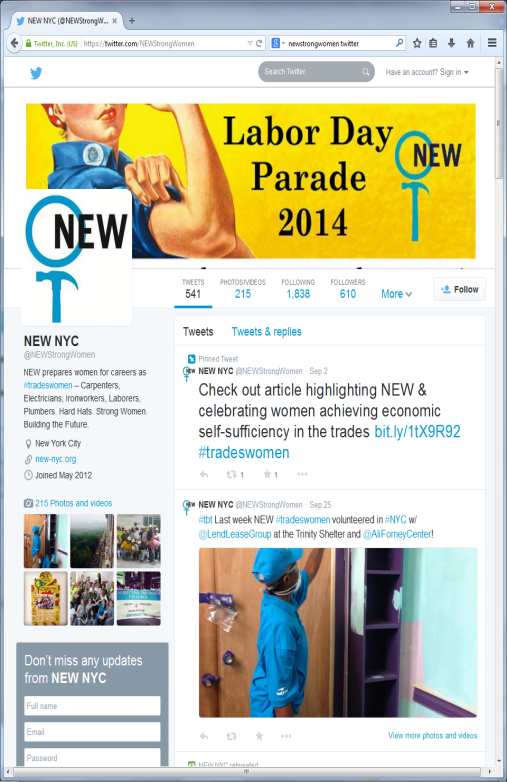 NEW NYC (@NEWStrongW...
Twitter, Inc. (US)
https://twitter.com/NEWStrongWomen
newstrongwomen twitter
Search Twitter
Have an account? Sign in
Labor Day
Parade
2014
NEW
NEW
TWEETS
541
PHOTOS/VIDEOS
215
FOLLOWING
1,838
FOLLOWERS
610
More
Follow
NEW NYC
@NEWStrongWomen
NEW prepares women for careers as
#tradeswomen – Carpenters,
Electricians, Ironworkers, Laborers,
Plumbers. Hard Hats. Strong Women.
Building the Future.
New York City
new-nyc.org
Joined May 2012
215 Photos and videos
Don't miss any updates
from NEW NYC
Full name
Email
Password
Tweets
Tweets & replies
Pinned Tweet
NEW NYC @NEWStrongWomen · Sep 2
Check out article highlighting NEW &
celebrating women achieving economic
self-sufficiency in the trades bit.ly/1tX9R92
#tradeswomen
1
1
NEW NYC @NEWStrongWomen · Sep 25
#tbt Last week NEW #tradeswomen volunteered in #NYC w/
@LendLeaseGroup at the Trinity Shelter and @AliForneyCenter!
View more photos and videos
NEW NYC retweeted